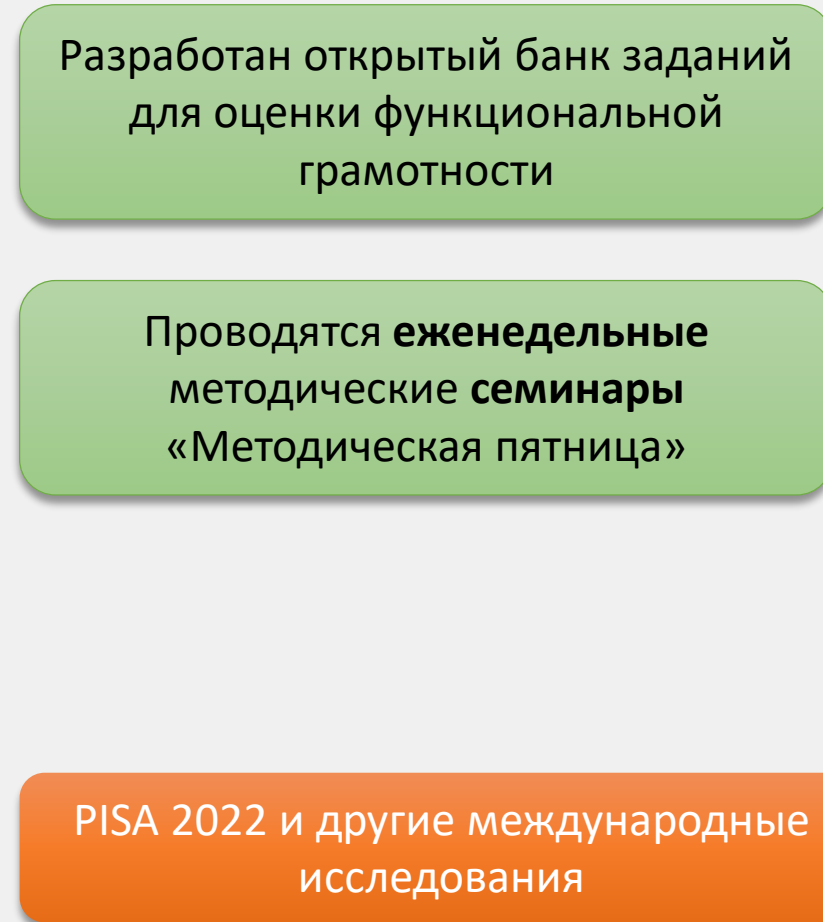 Разработан открытый банк заданий
для оценки функциональной
грамотности
Проводятся еженедельные
методические семинары
«Методическая пятница»
PISA 2022 и другие международные
исследования